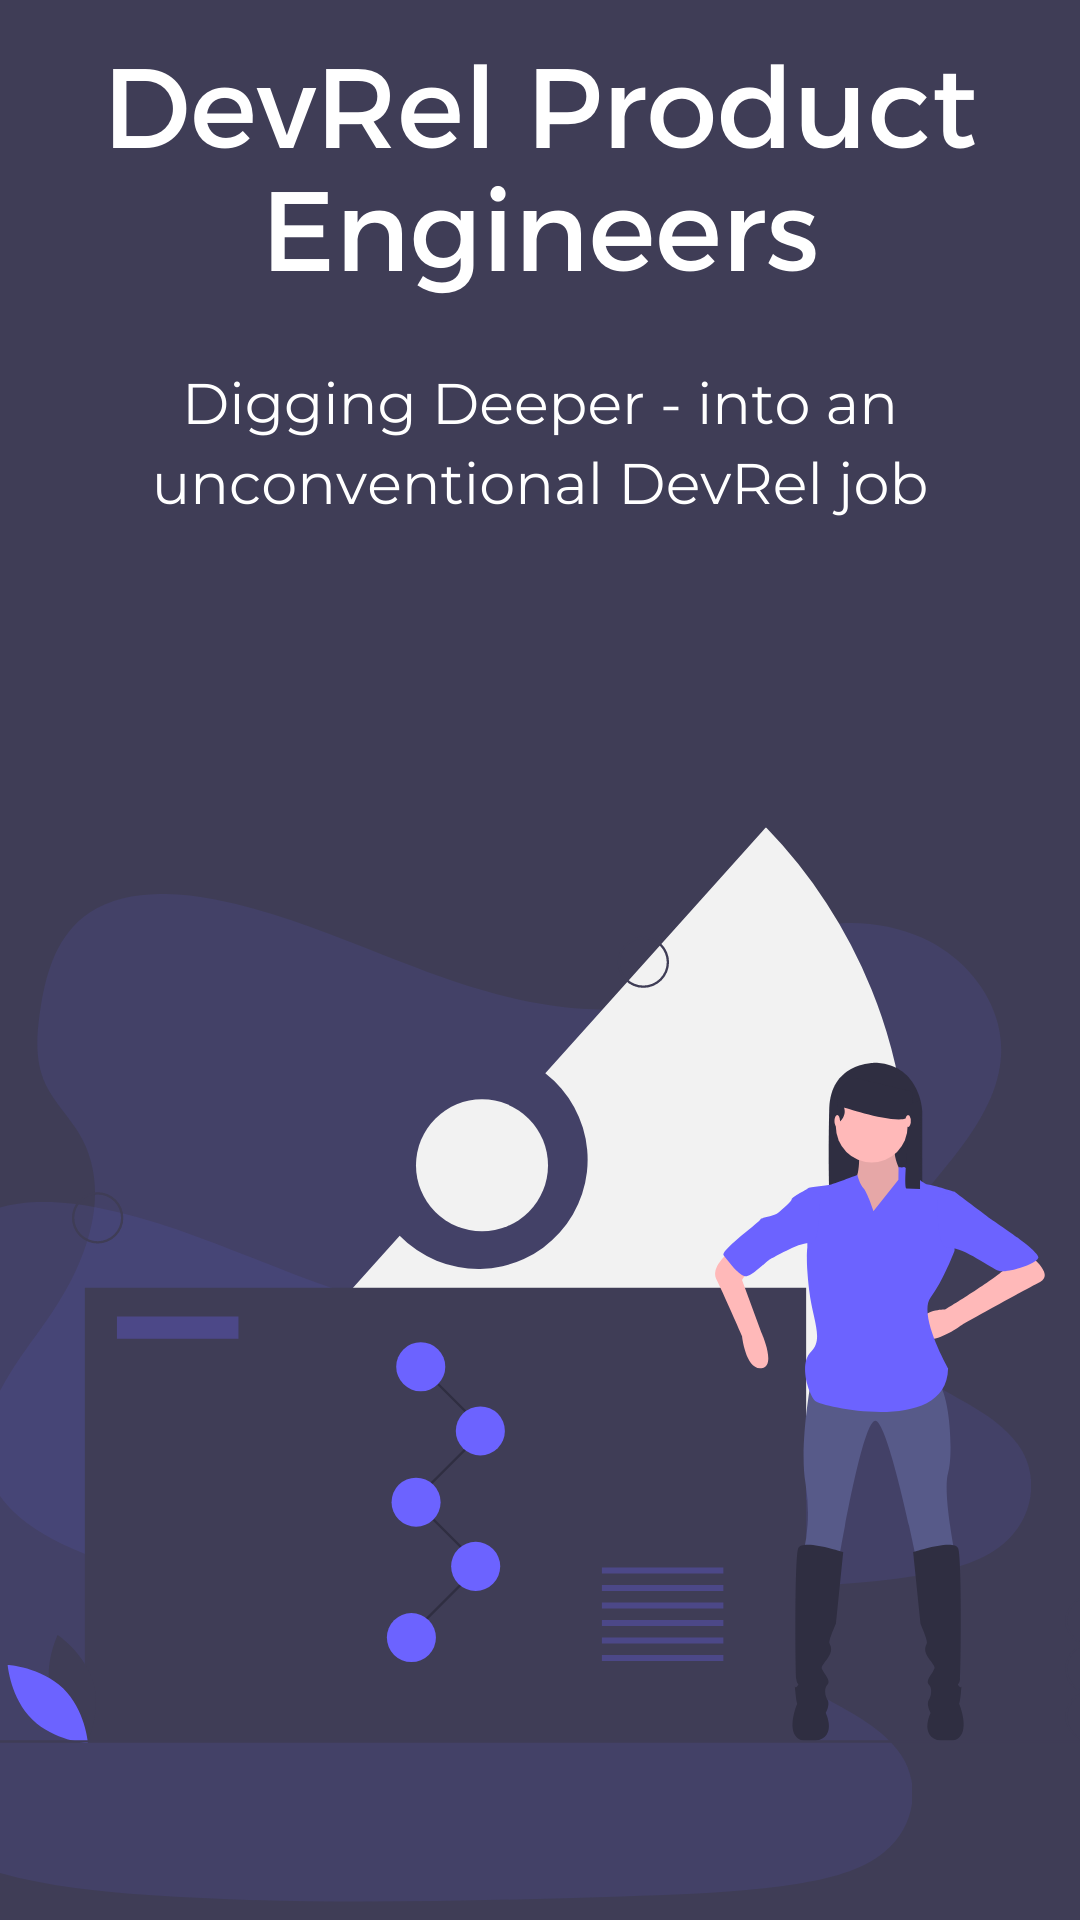 DevRel Product
Engineers
Digging Deeper - into an
unconventional DevRel job